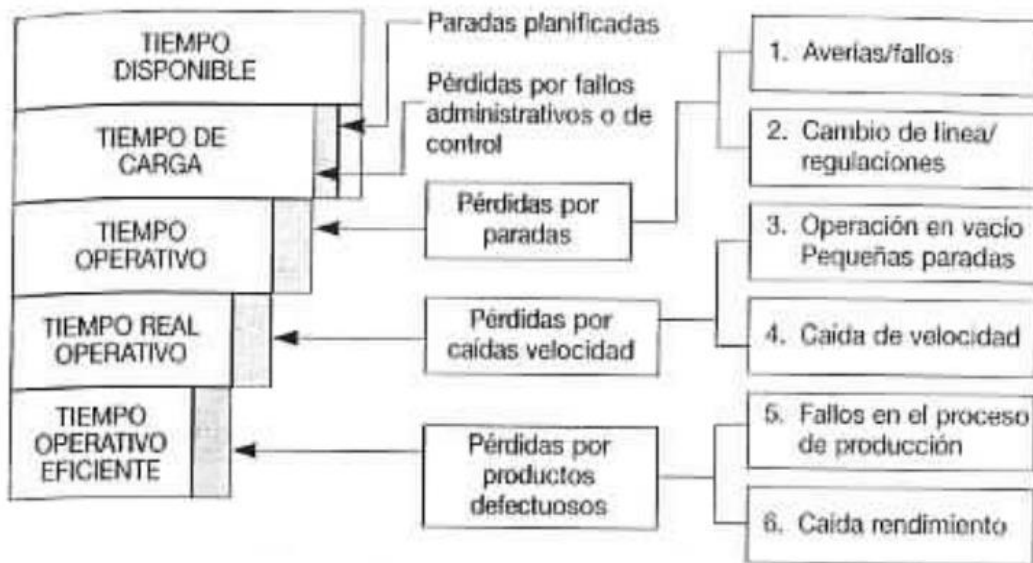 TIEMPO
DISPONIBLE
TIEMPO DE
CARGA
TIEMPO
OPERATIVO
TIEMPO REAL
OPERATIVO
TIEMPO
OPERATIVO
EFICIENTE
Paradas planificadas
Pérdidas por fallos
administrativos o de
control
Pérdidas por
paradas
Pérdidas por
caídas velocidad
Pérdidas por
productos
defectuosos
1. Averías/fallos
2. Cambio de línea/
regulaciones
3. Operación en vacío
Pequeñas paradas
4. Caída de velocidad
5. Fallos en el proceso
de producción
6. Caída rendimiento